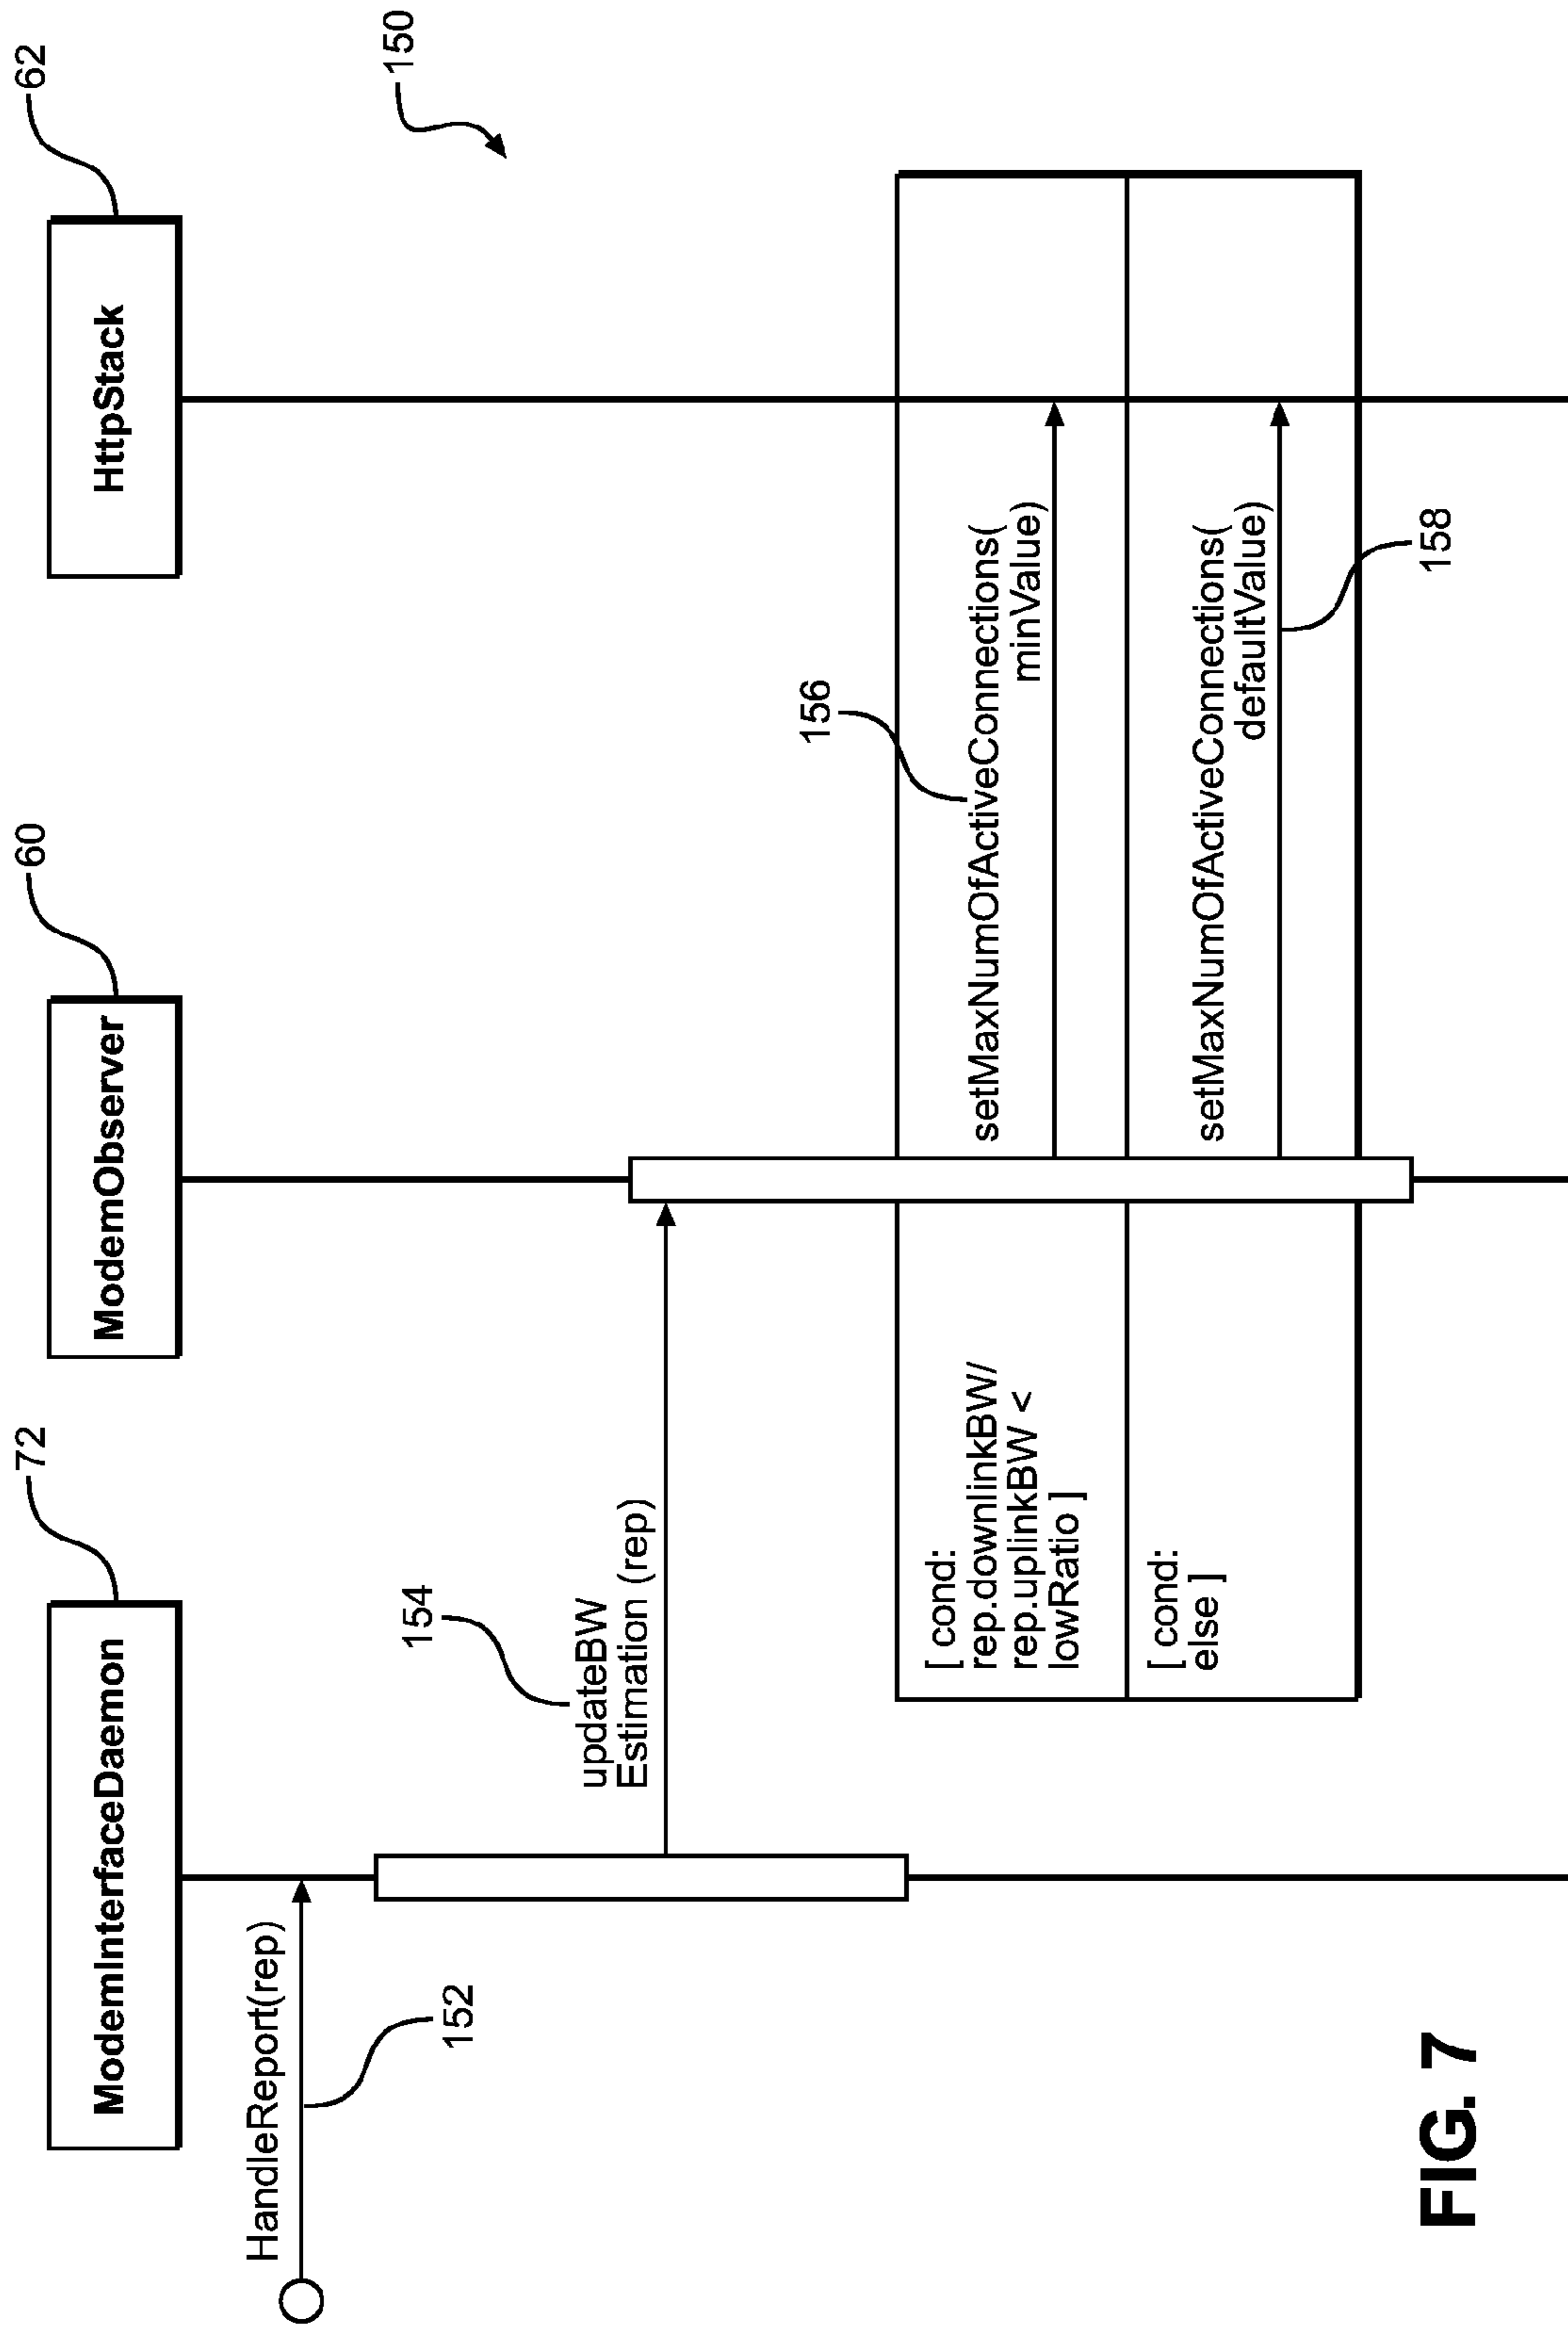 72
60
62
ModemInterfaceDaemon
ModemObserver
HttpStack
150
HandleReport(rep)
152
154
updateBW
Estimation (rep)
156
[ cond:
rep.downlinkBW/
rep.uplinkBW <
lowRatio ]
setMaxNumOfActiveConnections(
minValue)
[ cond:
else ]
setMaxNumOfActiveConnections(
defaultValue)
158
FIG. 7